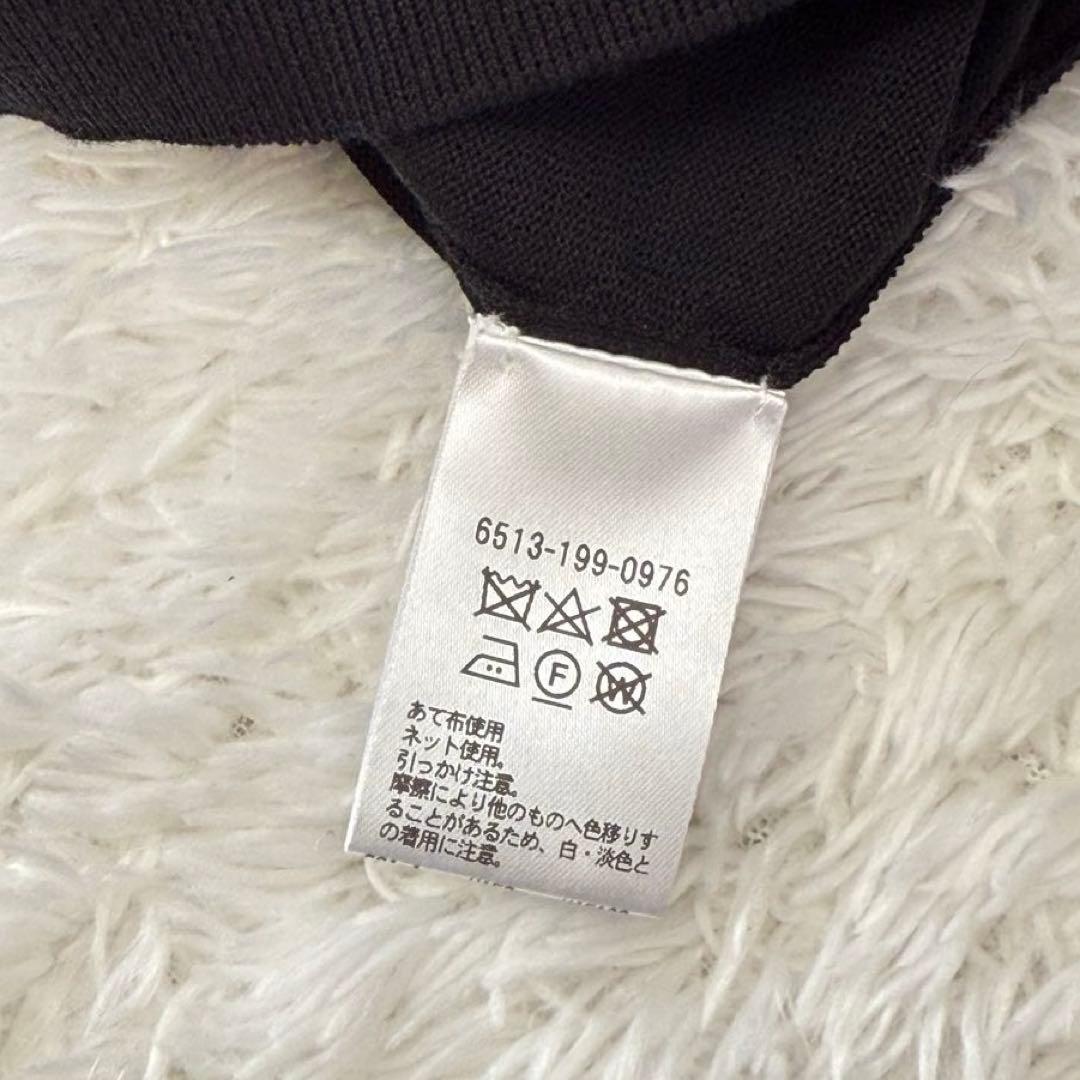 6513-199-0976
F
W
あて布使用
ネット使用。
引っかけ注意。
摩擦により他のものへ色移りす
ることがあるため、白・淡色と
の着用に注意。